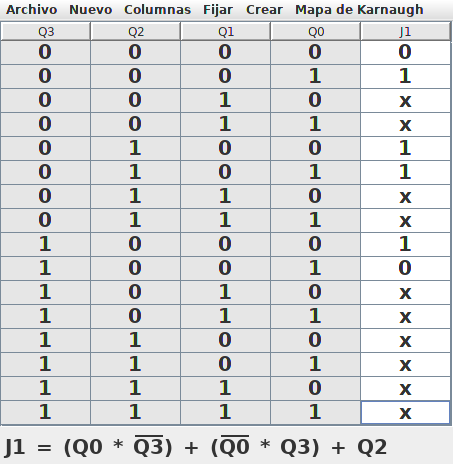 Archivo Nuevo Columnas Fijar Crear Mapa de Karnaugh
Q3 Q2 Q1 Q0 J1
0 0 0 0 0
0 0 0 1 1
0 0 1 0 x
0 0 1 1 x
0 1 0 0 1
0 1 0 1 1
0 1 1 0 x
0 1 1 1 x
1 0 0 0 1
1 0 0 1 0
1 0 1 0 x
1 0 1 1 x
1 1 0 0 x
1 1 0 1 x
1 1 1 0 x
1 1 1 1 x
J1 = (Q0 * Q̅3̅) + (Q̅0̅ * Q3) + Q2